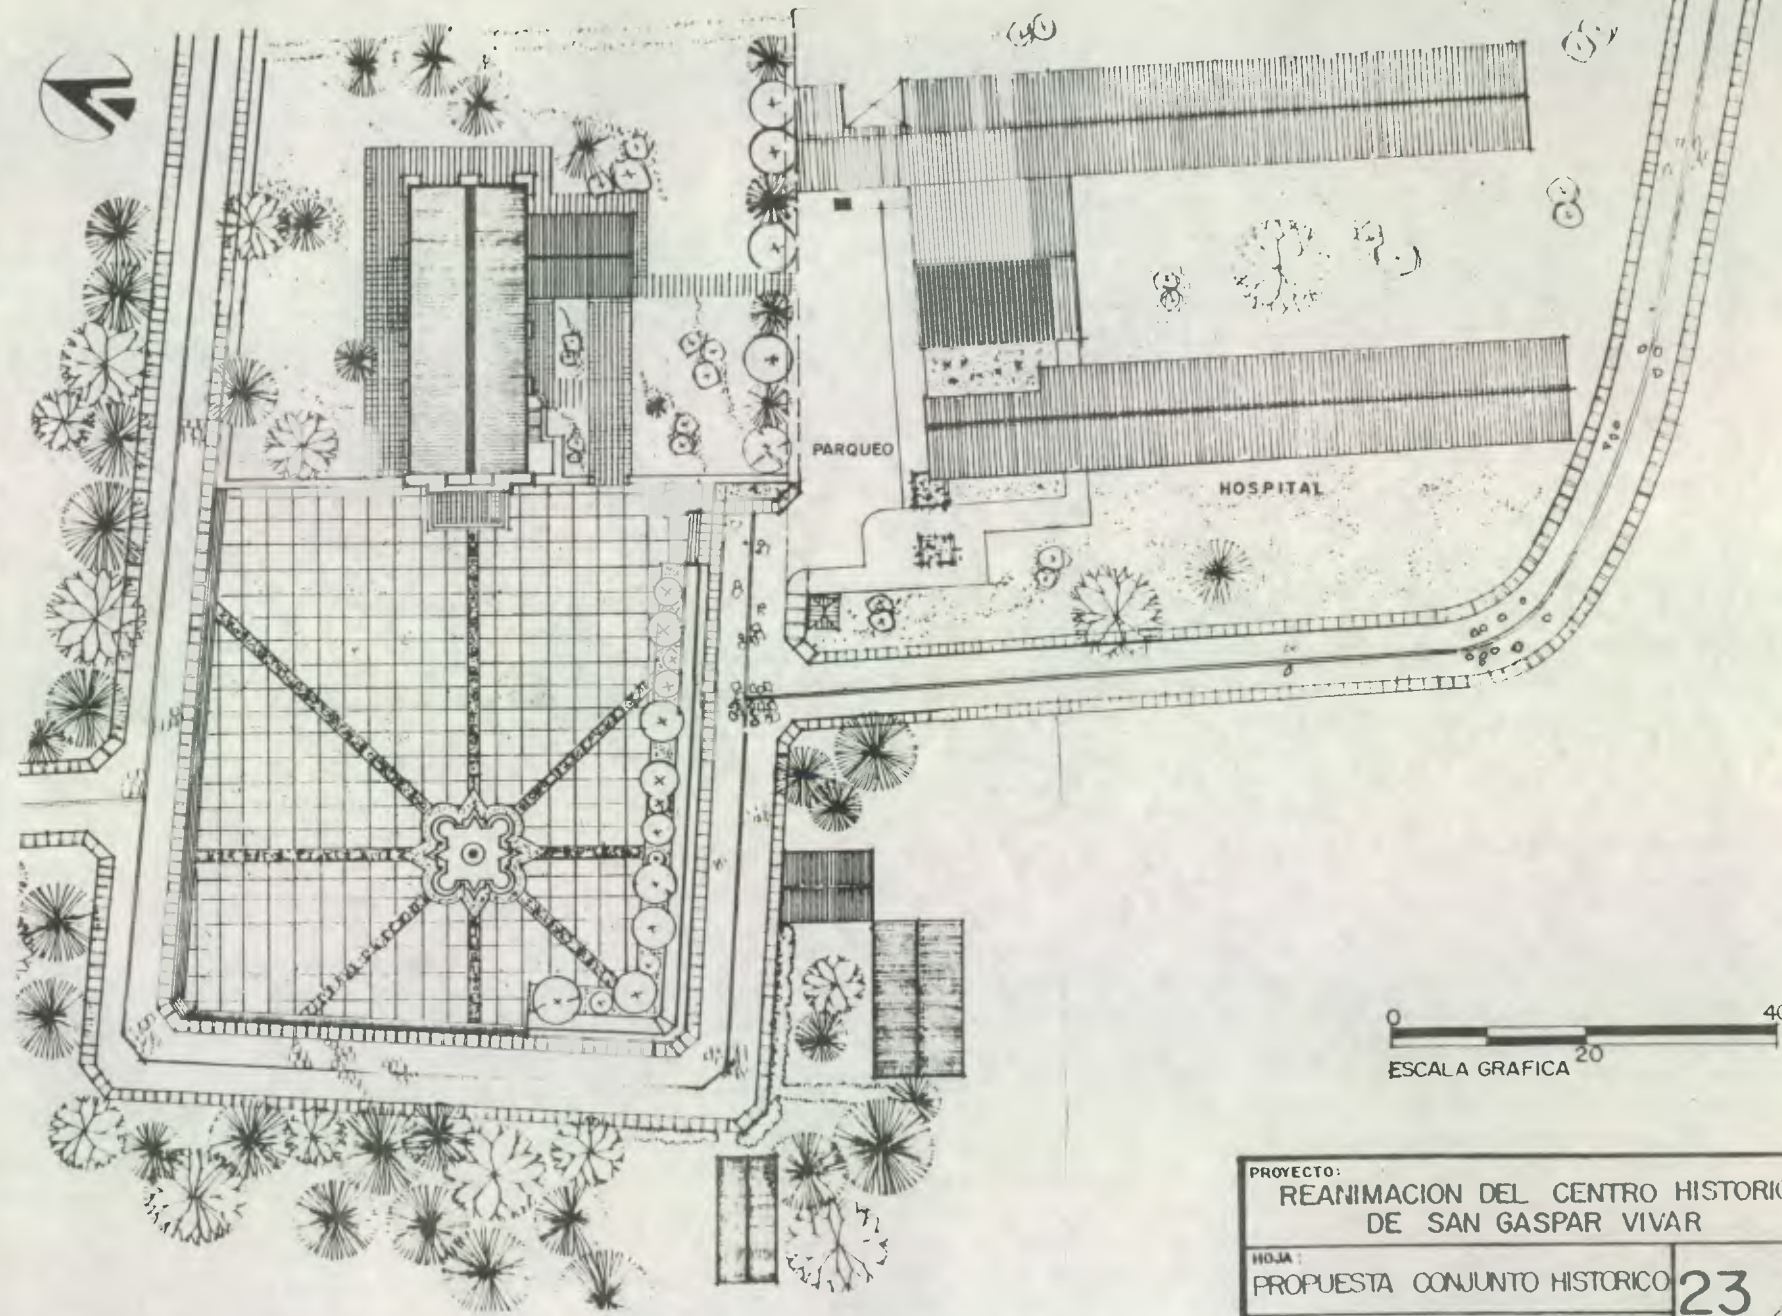 PARQUEO
HOSPITAL
0
20
ESCALA GRAFICA
PROYECTO:
REANIMACION DEL CENTRO HISTORIC
DE SAN GASPAR VIVAR
HOJA:
PROPUESTA CONJUNTO HISTORICO
23